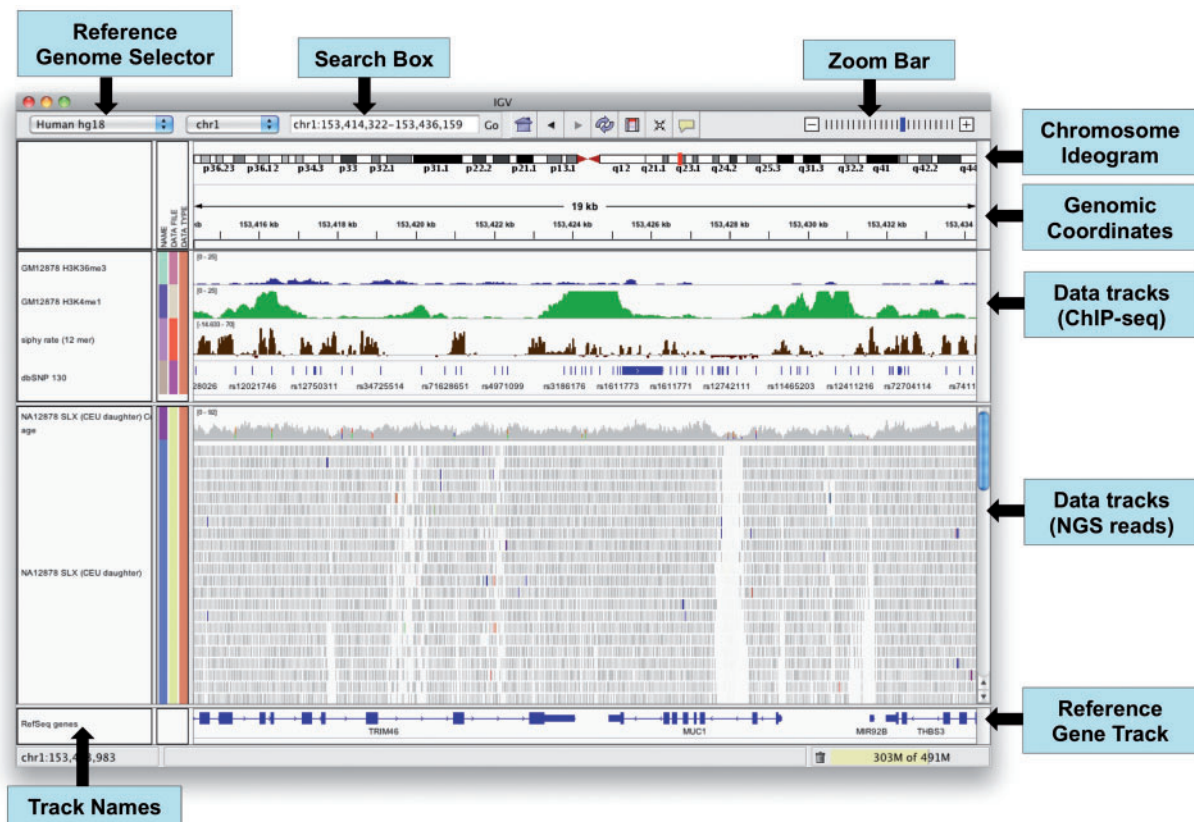 Reference
Genome Selector
Search Box
Zoom Bar
IGV
Human hg18
chr1
chr1:153,414,322-153,436,159
Go
Chromosome
Ideogram
p36.23 p36.12 p34.3 p33 p32.1 p31.1 p22.2 p21.1 p13.1 q12 q21.1 q23.1 q24.2 q25.3 q31.3 q32.2 q41 q42.2 q44
19 kb
kb 153,416 kb 153,418 kb 153,420 kb 153,422 kb 153,424 kb 153,426 kb 153,428 kb 153,430 kb 153,432 kb 153,434
Genomic
Coordinates
NAME
DATA FILE
DATA TYPE
GM12878 H3K36me3
[0 - 25]
GM12878 H3K4me1
[0 - 25]
Data tracks
(ChIP-seq)
siphy rate (12 mer)
dbSNP 130
28026 rs12021746 rs12750311 rs34725514 rs71628651 rs4971099 rs3186176 rs1611773 rs1611771 rs12742111 rs11465203 rs12411216 rs72704114 rs7411
NA12878 SLX (CEU daughter) C
age
[0 - 92]
Data tracks
(NGS reads)
NA12878 SLX (CEU daughter)
RefSeq genes
TRIM46 MUC1 MIR92B THBS3
Reference
Gene Track
303M of 491M
Track Names